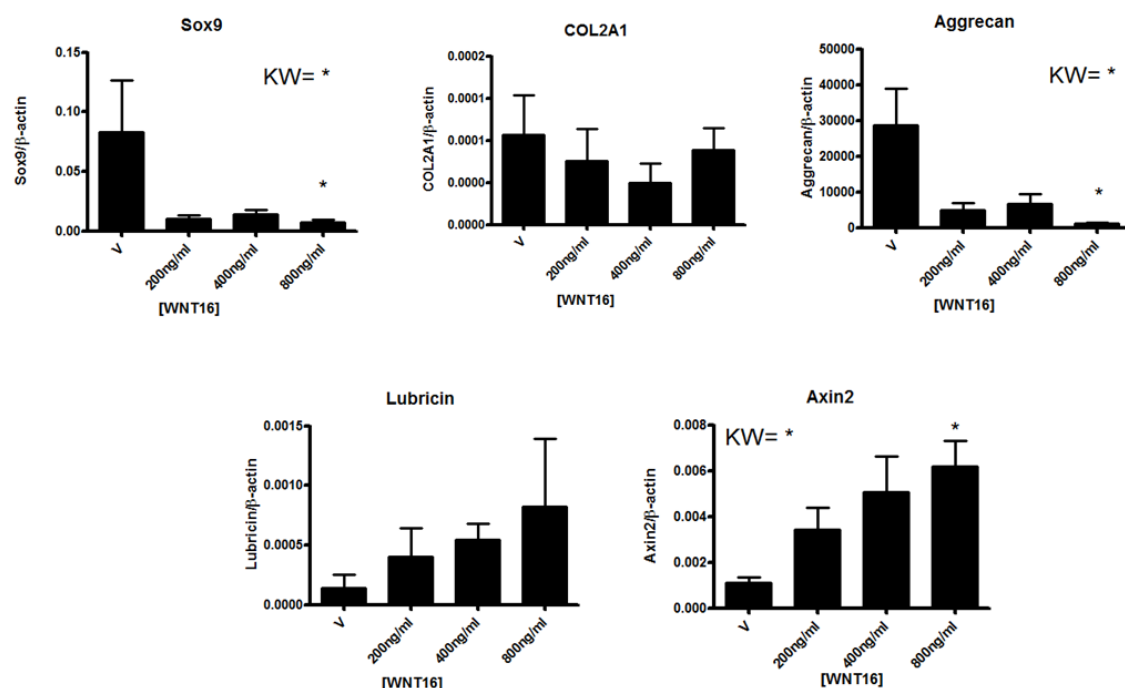 Sox9
Sox9/β-actin
0.15
0.10
0.05
0.00
KW= *
*
V
200ng/ml
400ng/ml
800ng/ml
[WNT16]
COL2A1
COL2A1/β-actin
0.0002
0.0001
0.0001
0.0000
0.0000
V
200ng/ml
400ng/ml
800ng/ml
[WNT16]
Aggrecan
Aggrecan/β-actin
50000
40000
30000
20000
10000
0
KW= *
*
V
200ng/ml
400ng/ml
800ng/ml
[WNT16]
Lubricin
Lubricin/β-actin
0.0015
0.0010
0.0005
0.0000
V
200ng/ml
400ng/ml
800ng/ml
[WNT16]
Axin2
Axin2/β-actin
0.008
0.006
0.004
0.002
0.000
KW= *
*
V
200ng/ml
400ng/ml
800ng/ml
[WNT16]